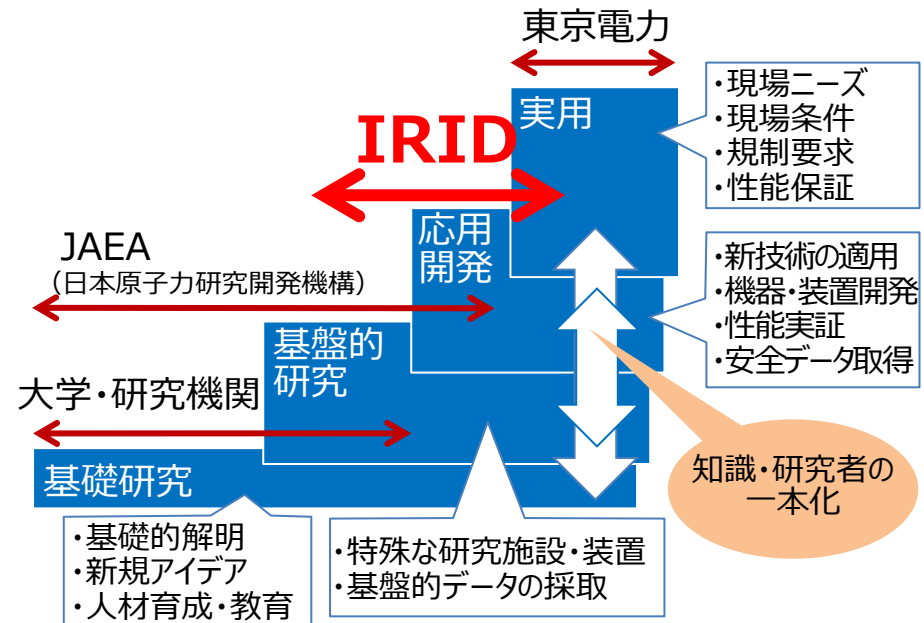 東京電力
実用
・現場ニーズ
・現場条件
・規制要求
・性能保証
IRID
応用
開発
・新技術の適用
・機器・装置開発
・性能実証
・安全データ取得
JAEA
（日本原子力研究開発機構）
基盤的
研究
大学・研究機関
知識・研究者の
一本化
基礎研究
・基礎的解明
・新規アイデア
・人材育成・教育
・特殊な研究施設・装置
・基盤的データの採取